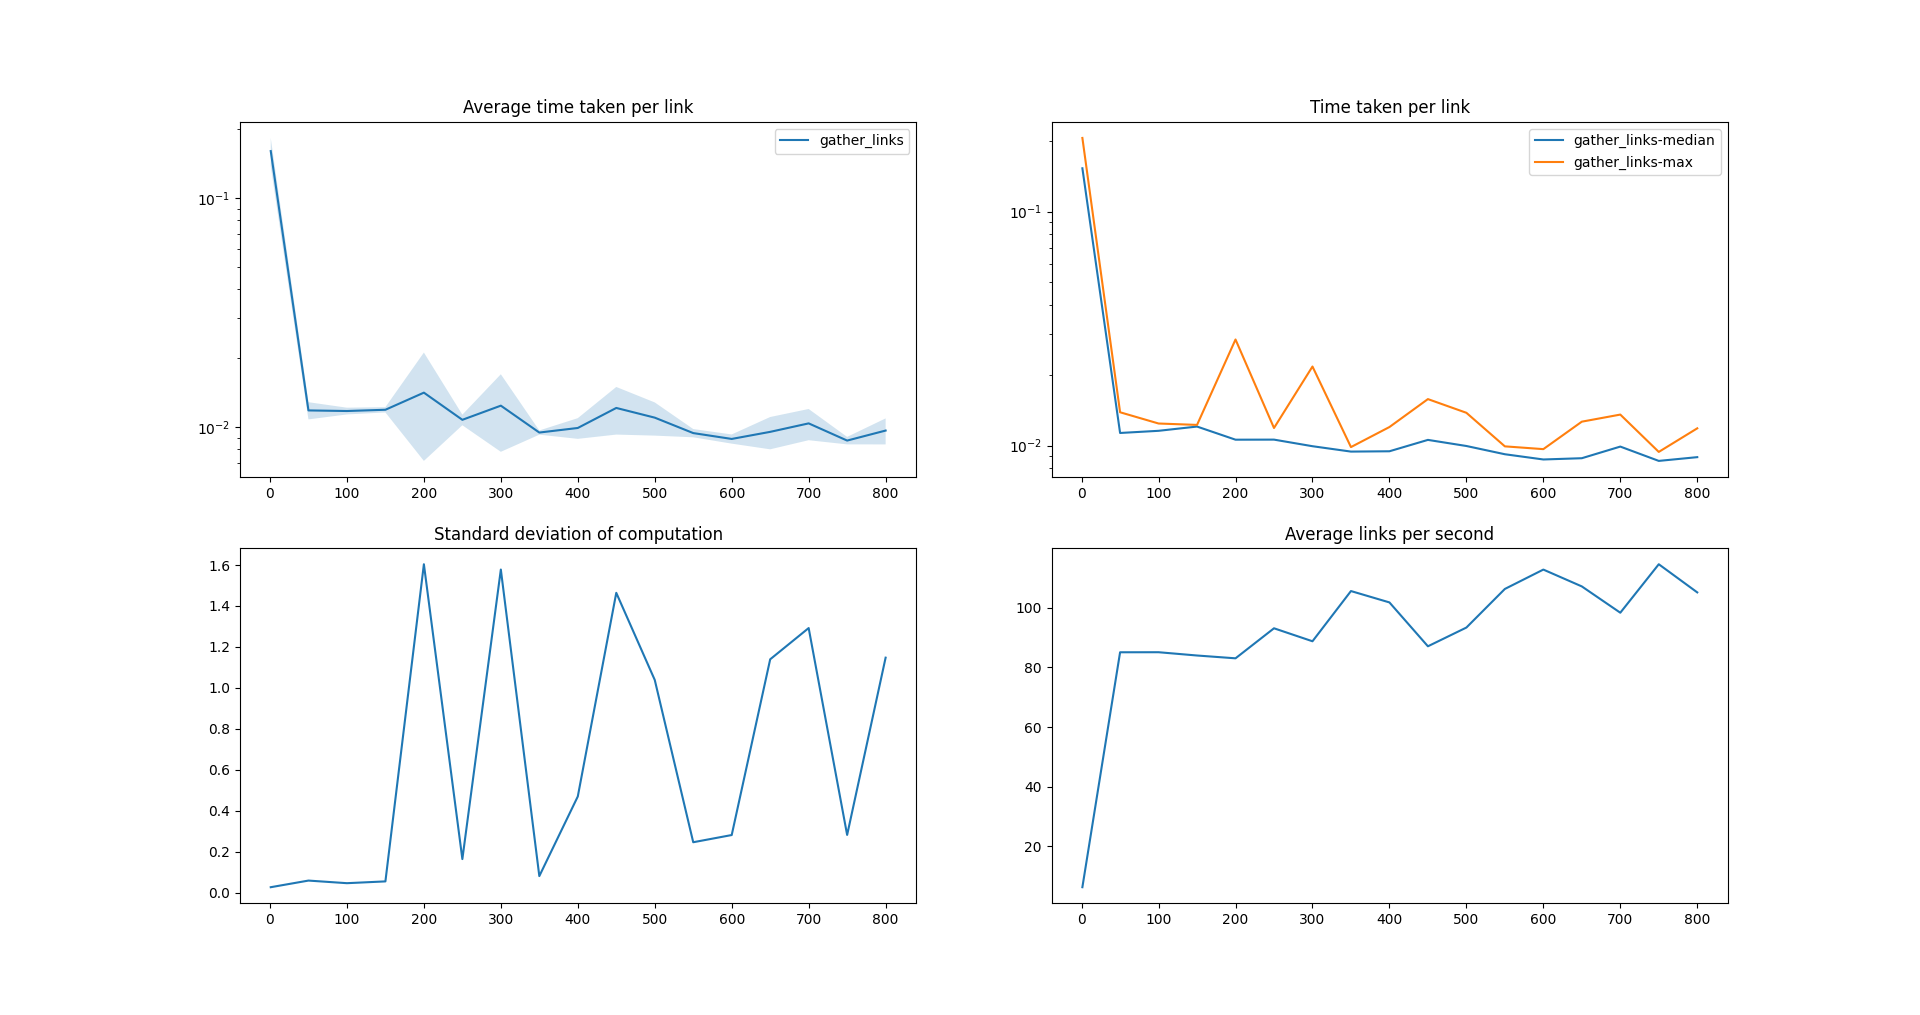 Average time taken per link
gather_links
10⁻¹
10⁻²
0 100 200 300 400 500 600 700 800
Time taken per link
gather_links-median
gather_links-max
10⁻¹
10⁻²
0 100 200 300 400 500 600 700 800
Standard deviation of computation
1.6
1.4
1.2
1.0
0.8
0.6
0.4
0.2
0.0
0 100 200 300 400 500 600 700 800
Average links per second
100
80
60
40
20
0 100 200 300 400 500 600 700 800